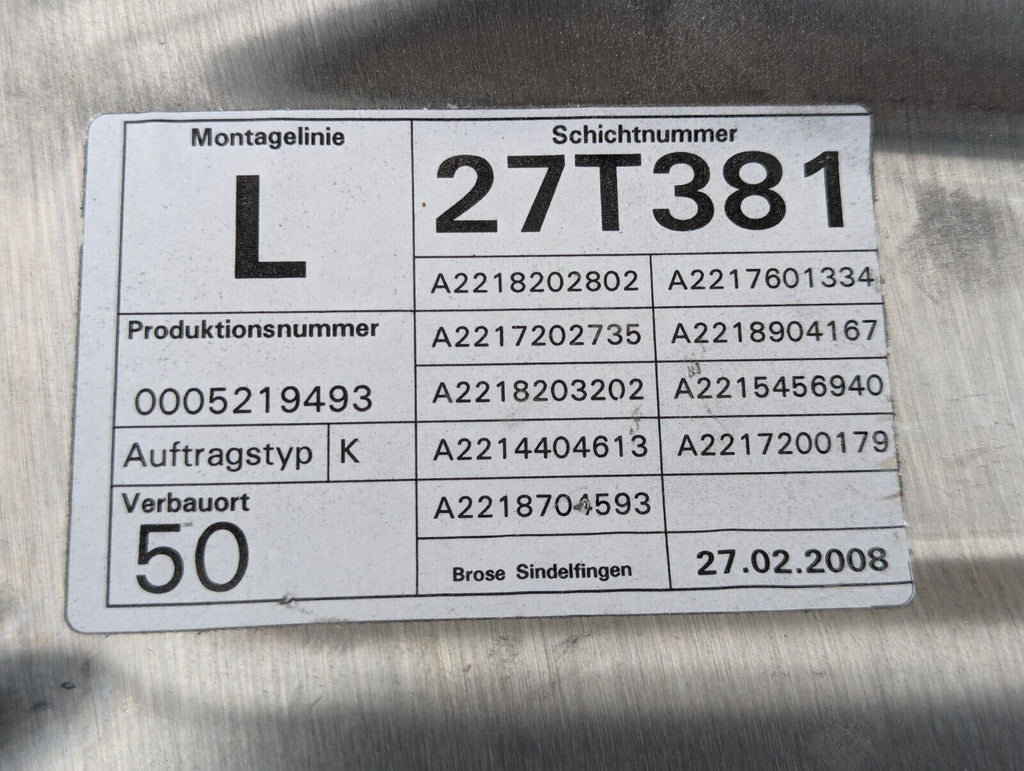 Montagelinie
L
Schichtnummer
27T381
A2218202802 A2217601334
Produktionsnummer
0005219493
A2217202735 A2218904167
A2218203202 A2215456940
Auftragstyp K
A2214404613 A2217200179
Verbauort
50
A2218704593
Brose Sindelfingen 27.02.2008